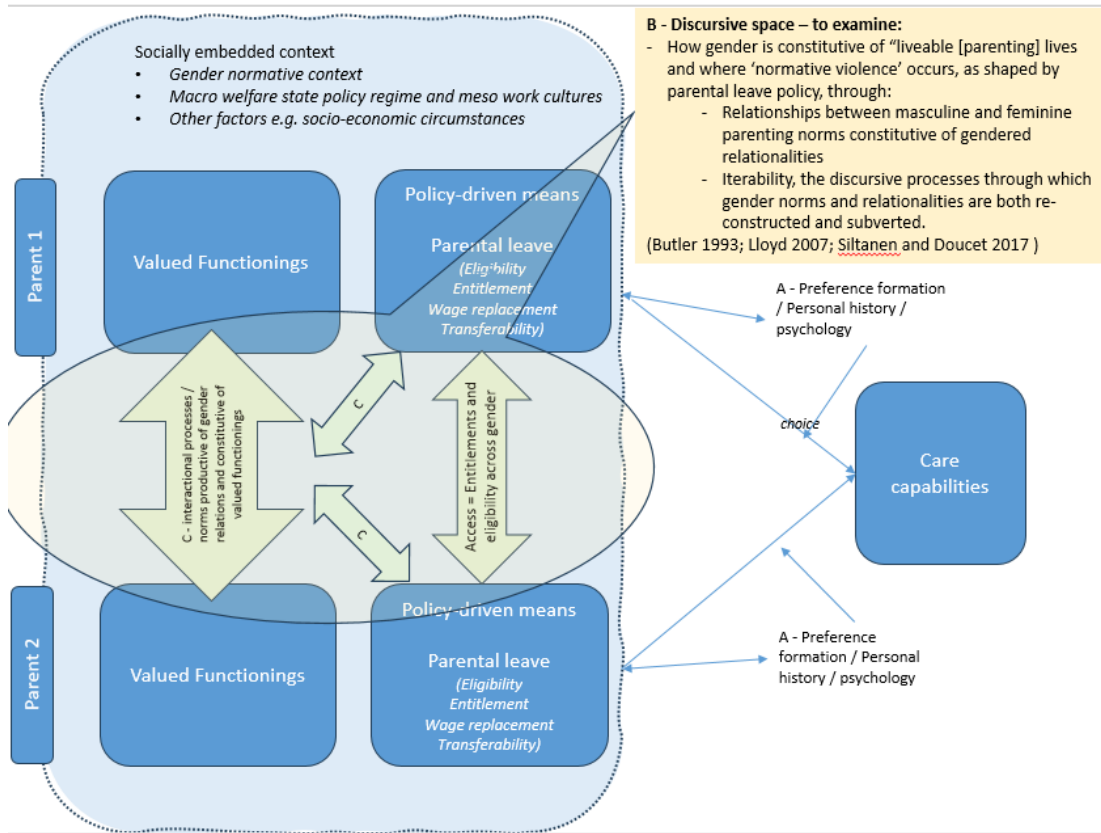 Socially embedded context
• Gender normative context
• Macro welfare state policy regime and meso work cultures
• Other factors e.g. socio-economic circumstances
B - Discursive space – to examine:
- How gender is constitutive of “liveable [parenting] lives
and where ‘normative violence’ occurs, as shaped by
parental leave policy, through:
- Relationships between masculine and feminine
parenting norms constitutive of gendered
relationalities
- Iterability, the discursive processes through which
gender norms and relationalities are both re-
constructed and subverted.
(Butler 1993; Lloyd 2007; Siltanen and Doucet 2017 )
Parent 1
Valued Functionings
Policy-driven means
Parental leave
(Eligibility
Entitlement
Wage replacement
Transferability)
A - Preference formation
/ Personal history /
psychology
choice
Care
capabilities
C - interactional processes /
norms productive of gender
relations and constitutive of
valued functionings
C
C
Access = Entitlements and
eligibility across gender
Parent 2
Valued Functionings
Policy-driven means
Parental leave
(Eligibility
Entitlement
Wage replacement
Transferability)
A - Preference
formation / Personal
history / psychology